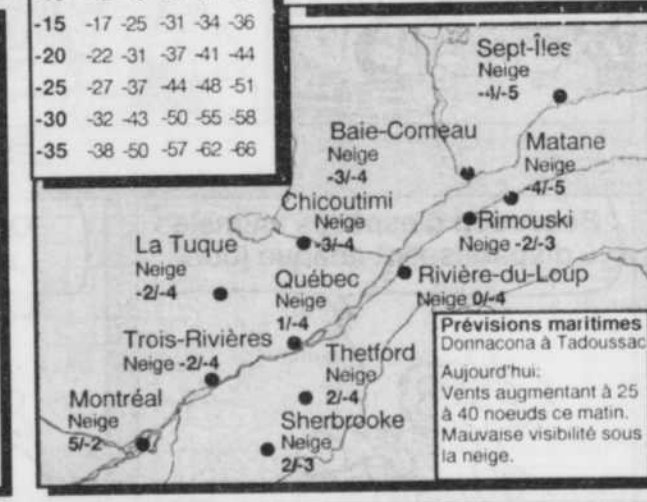 -15 -17 -25 -31 -34 -36
-20 -22 -31 -37 -41 -44
-25 -27 -37 -44 -48 -51
-30 -32 -43 -50 -55 -58
-35 -38 -50 -57 -62 -66
Sept-Îles
Neige
-4/-5
Baie-Comeau
Neige
-3/-4
Matane
Neige
-4/-5
Chicoutimi
Neige
-3/-4
Rimouski
Neige -2/-3
La Tuque
Neige
-2/-4
Québec
Neige
1/-4
Rivière-du-Loup
Neige 0/-4
Trois-Rivières
Neige -2/-4
Thetford
Neige
2/-4
Montréal
Neige
5/-2
Sherbrooke
Neige
2/-3
Prévisions maritimes
Donnacona à Tadoussac
Aujourd'hui:
Vents augmentant à 25
à 40 noeuds ce matin.
Mauvaise visibilité sous
la neige.